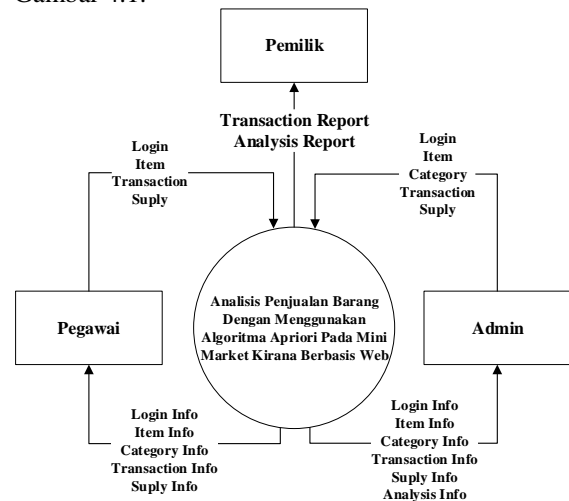 Gambar 4.1.
Pemilik
Transaction Report
Analysis Report
Login
Item
Transaction
Suply
Login
Item
Category
Transaction
Suply
Pegawai
Analisis Penjualan Barang
Dengan Menggunakan
Algoritma Apriori Pada Mini
Market Kirana Berbasis Web
Admin
Login Info
Item Info
Category Info
Transaction Info
Suply Info
Login Info
Item Info
Category Info
Transaction Info
Suply Info
Analysis Info